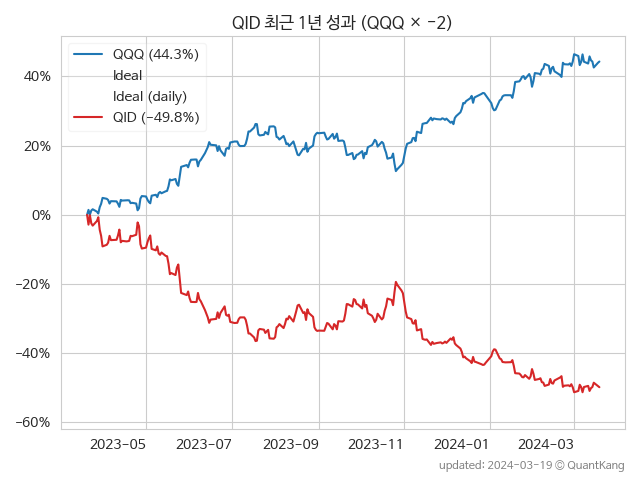 QID 최근 1년 성과 (QQQ × −2)
QQQ (44.3%)
Ideal
Ideal (daily)
QID (−49.8%)
40%
20%
0%
−20%
−40%
−60%
2023−05
2023−07
2023−09
2023−11
2024−01
2024−03
updated: 2024−03−19 © QuantKang